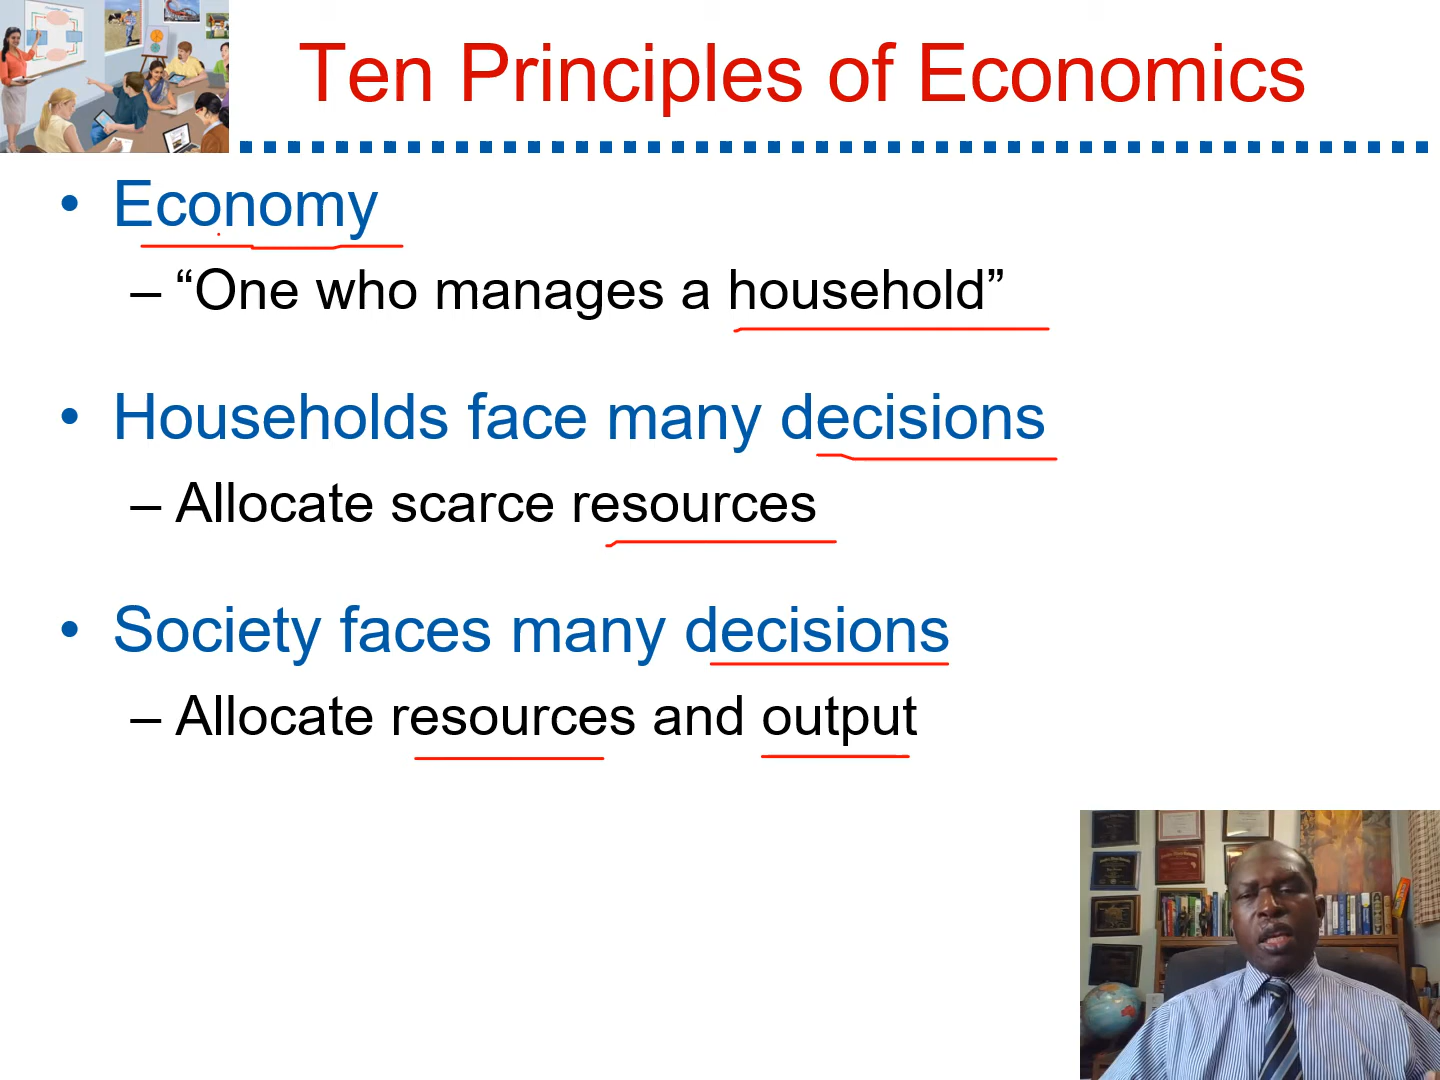 Ten Principles of Economics
• Economy
– “One who manages a household”
• Households face many decisions
– Allocate scarce resources
• Society faces many decisions
– Allocate resources and output